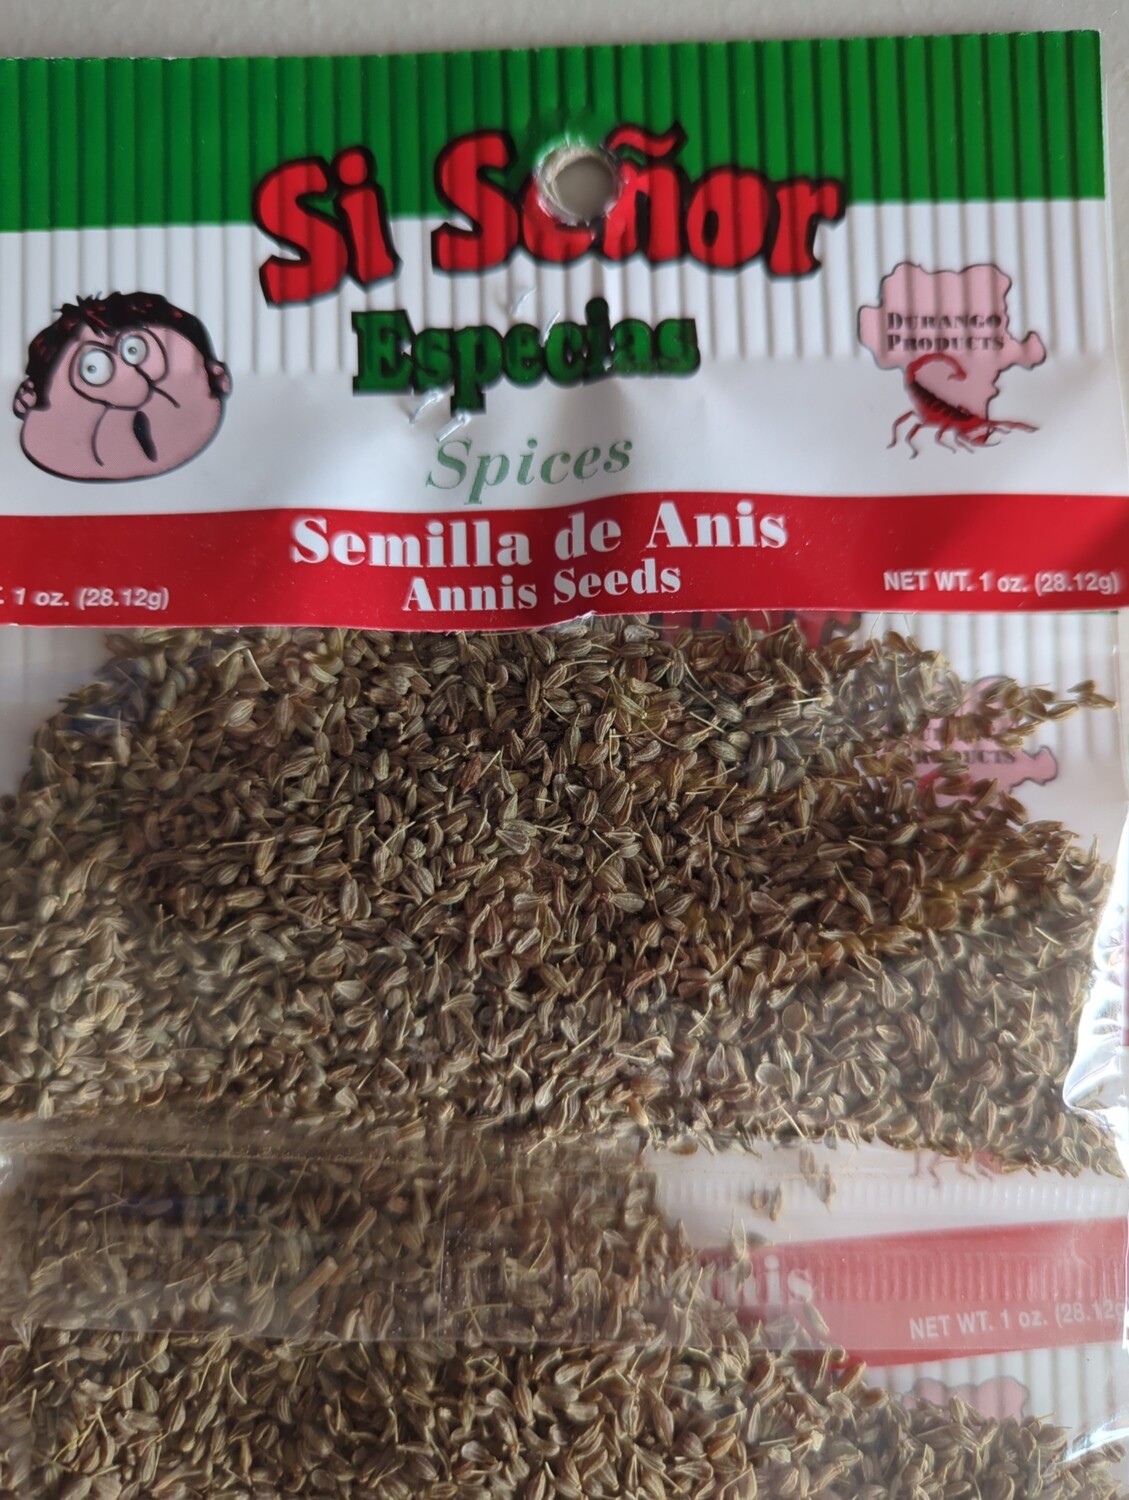 Si Señor
Especias
Spices
DURANGO
PRODUCTS
Semilla de Anis
Annis Seeds
1 oz. (28.12g)
NET WT. 1 oz. (28.12g)
NET WT. 1 oz. (28.12g